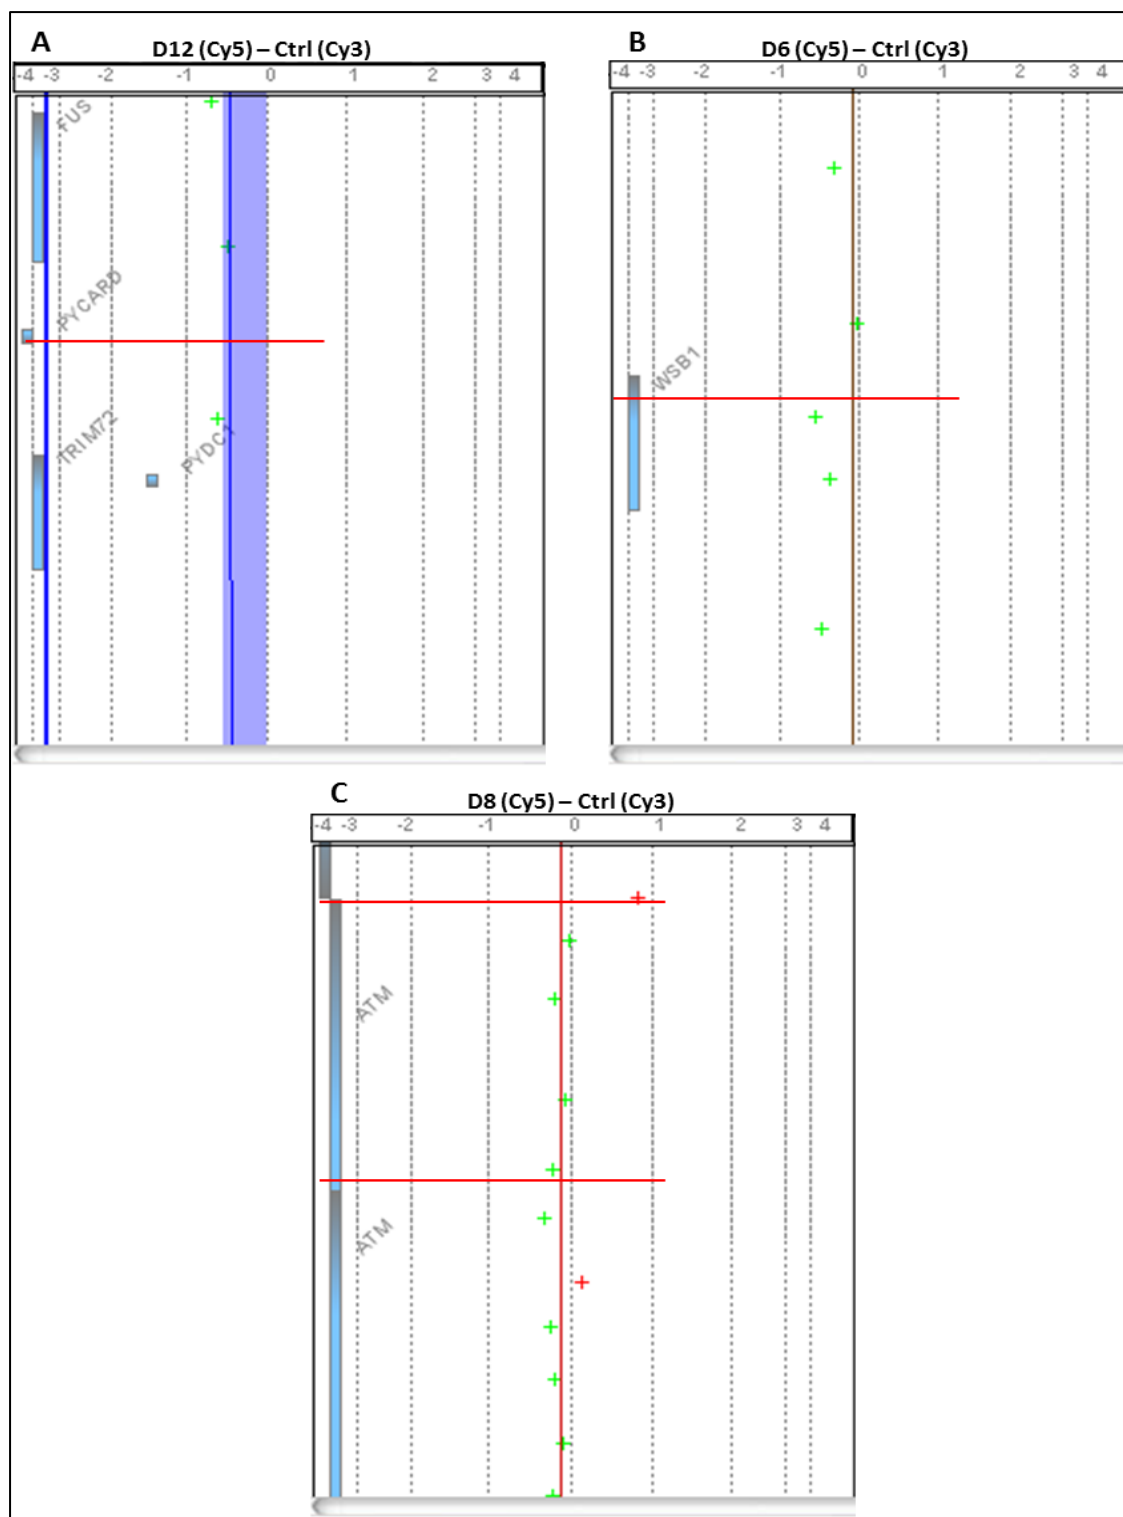 A
D12 (Cy5) – Ctrl (Cy3)
-4 -3 -2 -1 0 1 2 3 4
FUS
PYCARD
TRIM72
PYDC1
B
D6 (Cy5) – Ctrl (Cy3)
-4 -3 -2 -1 0 1 2 3 4
WSB1
C
D8 (Cy5) – Ctrl (Cy3)
-4 -3 -2 -1 0 1 2 3 4
ATM
ATM